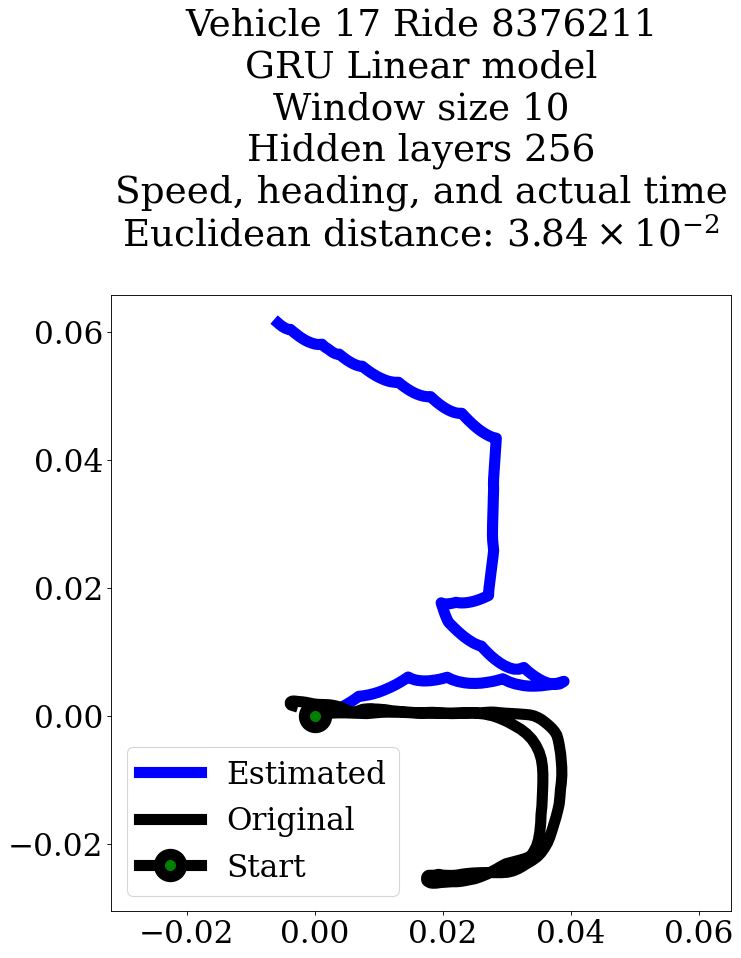 Vehicle 17 Ride 8376211
GRU Linear model
Window size 10
Hidden layers 256
Speed, heading, and actual time
Euclidean distance: 3.84 × 10⁻²
0.06
0.04
0.02
0.00
−0.02
Estimated
Original
Start
−0.02 0.00 0.02 0.04 0.06